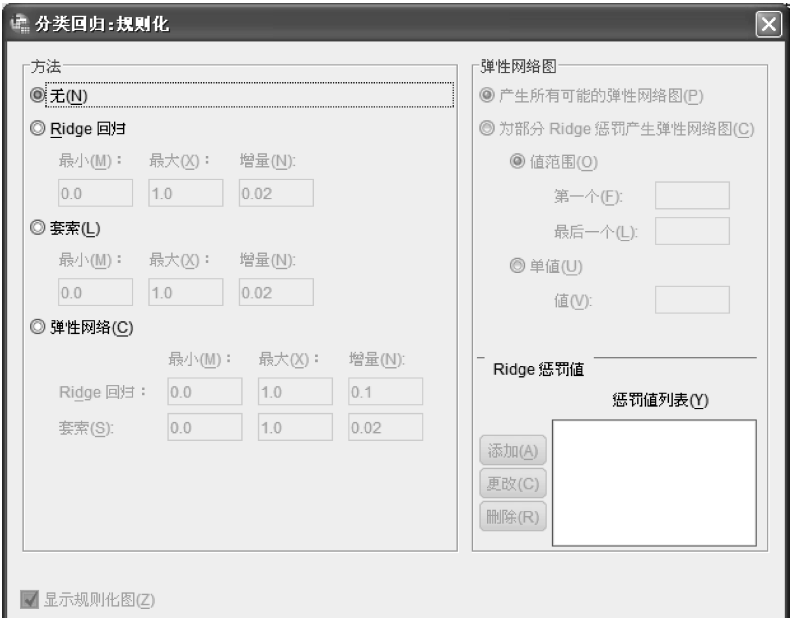 分类回归:规则化
方法
无(N)
Ridge 回归
最小(M)： 最大(X)： 增量(N):
0.0 1.0 0.02
套索(L)
最小(M)： 最大(X)： 增量(N):
0.0 1.0 0.02
弹性网络(C)
最小(M)： 最大(X)： 增量(N):
Ridge 回归： 0.0 1.0 0.1
套索(S): 0.0 1.0 0.02
弹性网络图
产生所有可能的弹性网络图(P)
为部分 Ridge 惩罚产生弹性网络图(C)
值范围(O)
第一个(F):
最后一个(L):
单值(U)
值(V):
Ridge 惩罚值
惩罚值列表(Y)
添加(A)
更改(C)
删除(R)
显示规则化图(Z)